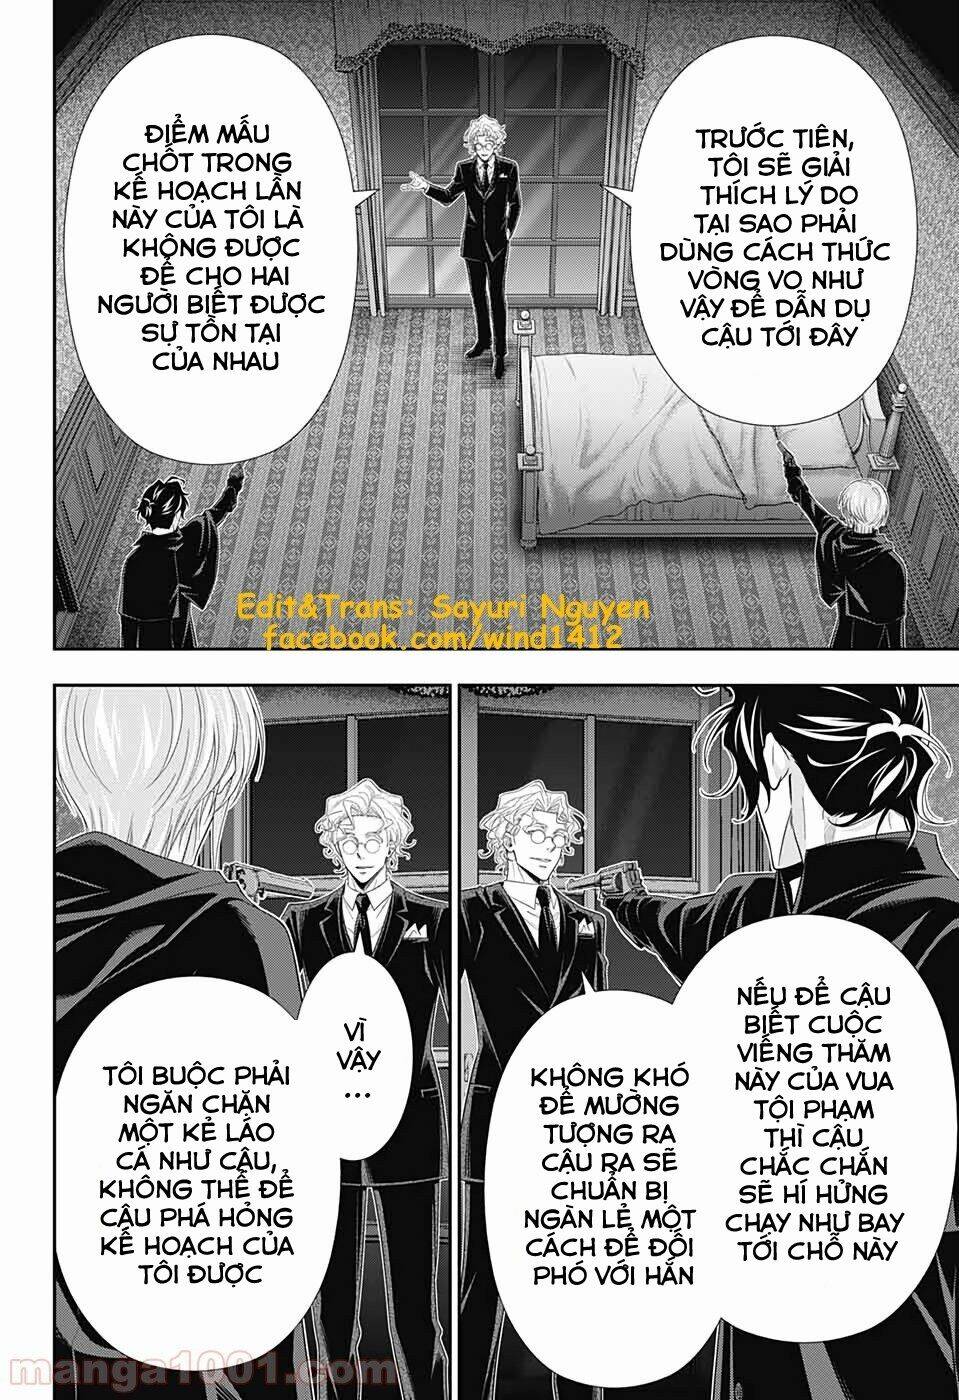 TRƯỚC TIÊN,
TÔI SẼ GIẢI
THÍCH LÝ DO
TẠI SAO PHẢI
DÙNG CÁCH THỨC
VÒNG VO NHƯ
VẬY ĐỂ DẪN DỤ
CẬU TỚI ĐÂY
ĐIỂM MẤU
CHỐT TRONG
KẾ HOẠCH LẦN
NÀY CỦA TÔI LÀ
KHÔNG ĐƯỢC
ĐỂ CHO HAI
NGƯỜI BIẾT ĐƯỢC
SỰ TỒN TẠI
CỦA NHAU
Edit&Trans: Sayuri Nguyen
facebook.com/wind1412
NẾU ĐỂ CẬU
BIẾT CUỘC
VIẾNG THĂM
NÀY CỦA VUA
TỘI PHẠM
THÌ CẬU
CHẮC CHẮN
SẼ HÍ HỬNG
CHẠY NHƯ BAY
TỚI CHỖ NÀY
KHÔNG KHÓ
ĐỂ MƯỜNG
TƯỢNG RA
CẬU RA SẼ
CHUẨN BỊ
NGÀN LẺ MỘT
CÁCH ĐỂ ĐỐI
PHÓ VỚI HẮN
VÌ
VẬY
...
TÔI BUỘC PHẢI
NGĂN CHẶN
MỘT KẺ LÁO
CÁ NHƯ CẬU,
KHÔNG THỂ ĐỂ
CẬU PHÁ HỎNG
KẾ HOẠCH CỦA
TÔI ĐƯỢC
manga1001.com